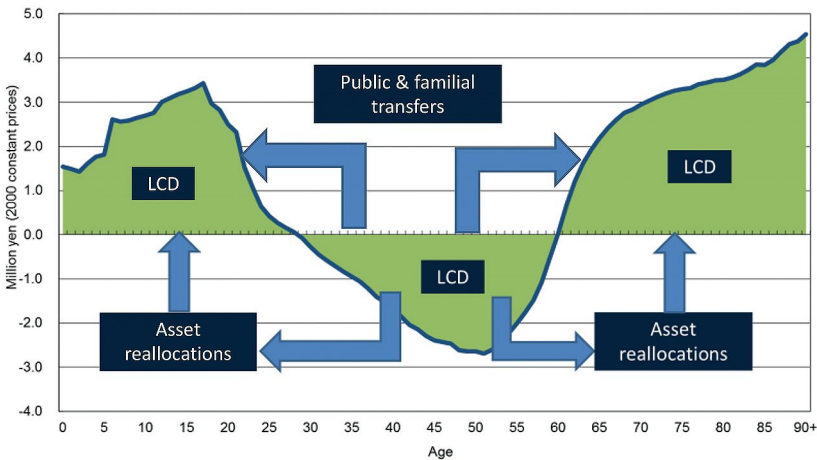 5.0
4.0
3.0
2.0
1.0
0.0
-1.0
-2.0
-3.0
-4.0
Million yen (2000 constant prices)
Public & familial
transfers
LCD
LCD
LCD
Asset
reallocations
Asset
reallocations
0 5 10 15 20 25 30 35 40 45 50 55 60 65 70 75 80 85 90+
Age